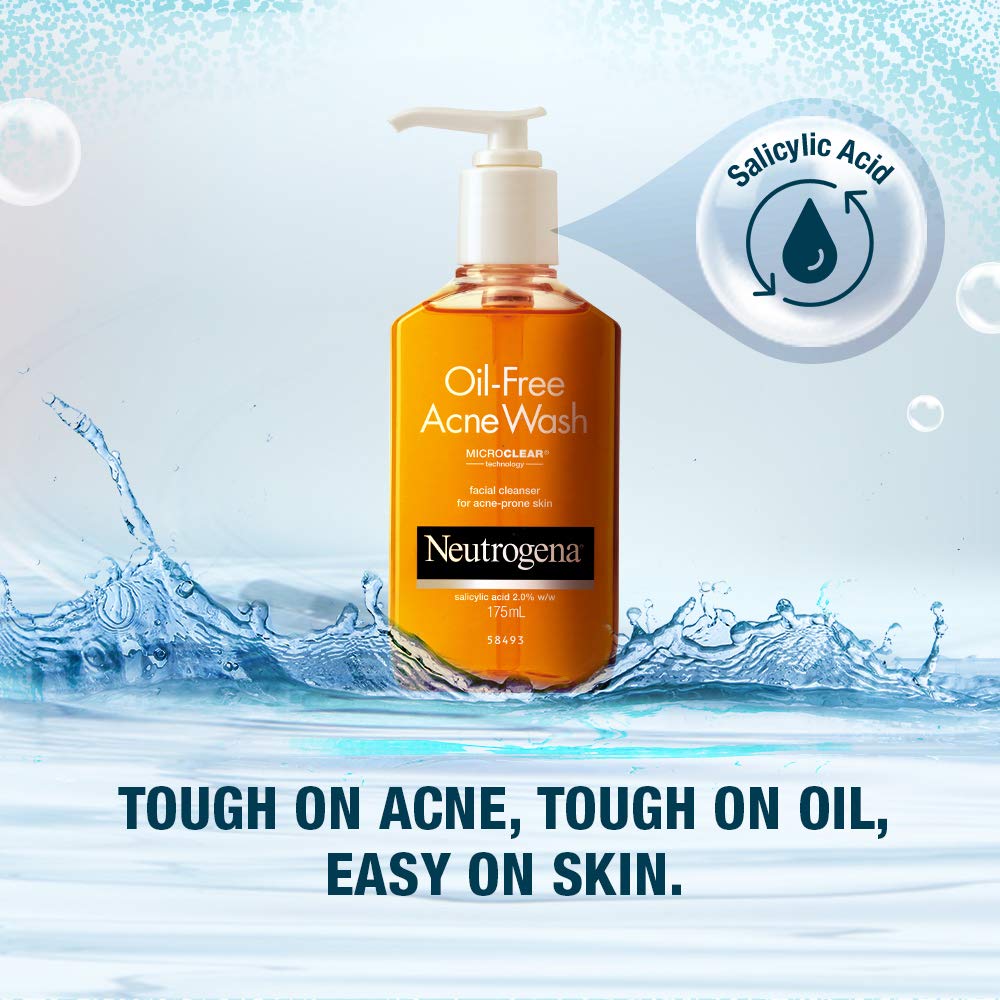 Salicylic Acid
Oil-Free
Acne Wash
MICROCLEAR®
technology
facial cleanser
for acne-prone skin
Neutrogena®
salicylic acid 2.0% w/w
175mL
58493
TOUGH ON ACNE, TOUGH ON OIL,
EASY ON SKIN.